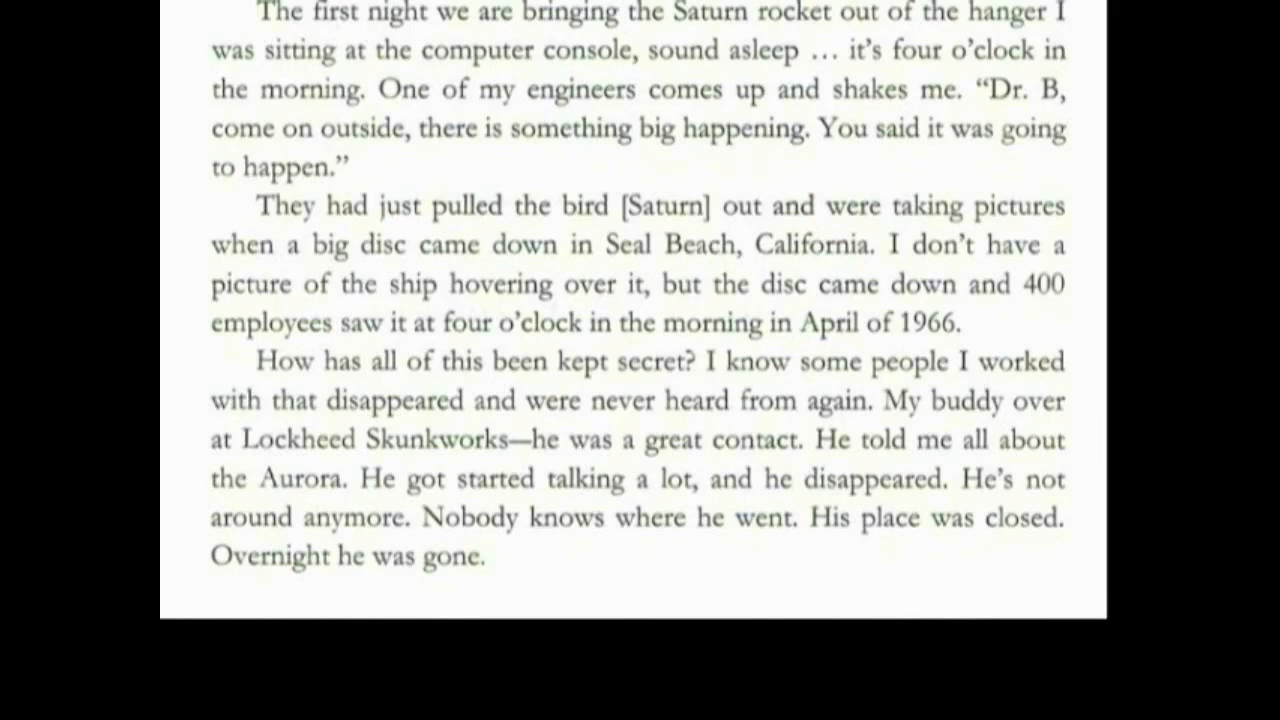 The first night we are bringing the Saturn rocket out of the hanger I
was sitting at the computer console, sound asleep … it’s four o’clock in
the morning. One of my engineers comes up and shakes me. “Dr. B,
come on outside, there is something big happening. You said it was going
to happen.”
They had just pulled the bird [Saturn] out and were taking pictures
when a big disc came down in Seal Beach, California. I don’t have a
picture of the ship hovering over it, but the disc came down and 400
employees saw it at four o’clock in the morning in April of 1966.
How has all of this been kept secret? I know some people I worked
with that disappeared and were never heard from again. My buddy over
at Lockheed Skunkworks—he was a great contact. He told me all about
the Aurora. He got started talking a lot, and he disappeared. He’s not
around anymore. Nobody knows where he went. His place was closed.
Overnight he was gone.